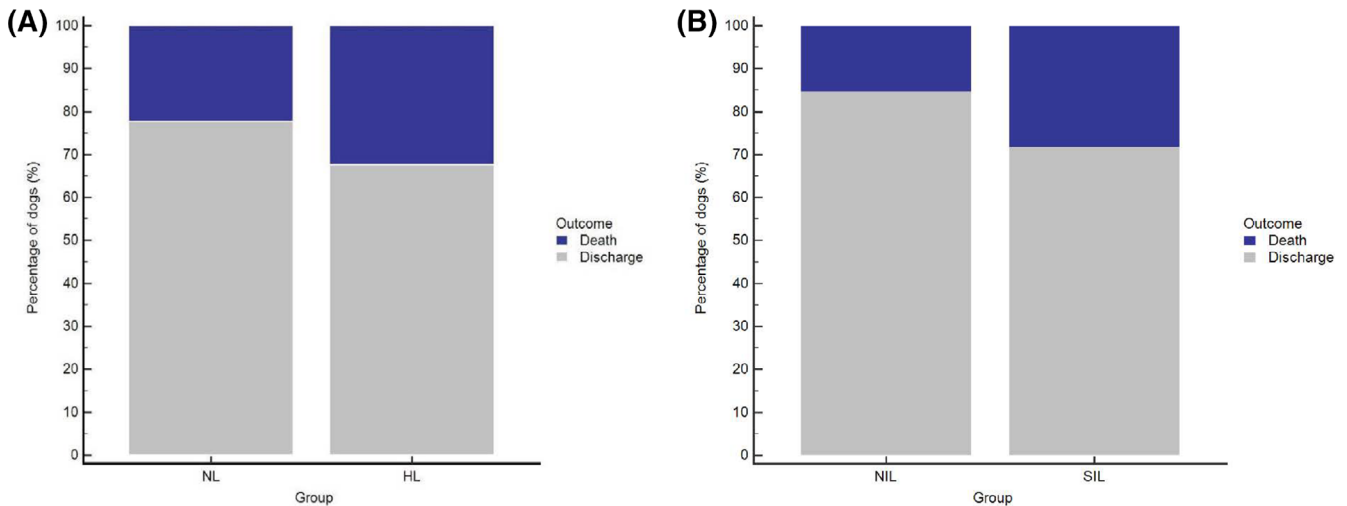 (A)
100
90
80
70
60
50
40
30
20
10
0
Percentage of dogs (%)
NL HL
Group
Outcome
Death
Discharge
(B)
100
90
80
70
60
50
40
30
20
10
0
Percentage of dogs (%)
NIL SIL
Group
Outcome
Death
Discharge